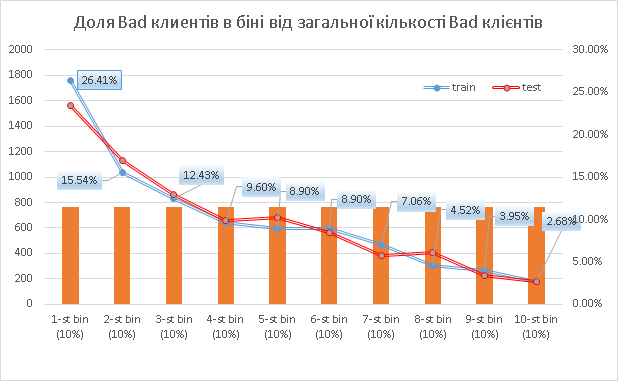 Доля Bad клиентів в біні від загальної кількості Bad клієнтів
2000
1800
1600
1400
1200
1000
800
600
400
200
0
30.00%
25.00%
20.00%
15.00%
10.00%
5.00%
0.00%
train
test
26.41%
15.54%
12.43%
9.60%
8.90%
8.90%
7.06%
4.52%
3.95%
2.68%
1-st bin
(10%)
2-st bin
(10%)
3-st bin
(10%)
4-st bin
(10%)
5-st bin
(10%)
6-st bin
(10%)
7-st bin
(10%)
8-st bin
(10%)
9-st bin
(10%)
10-st bin
(10%)